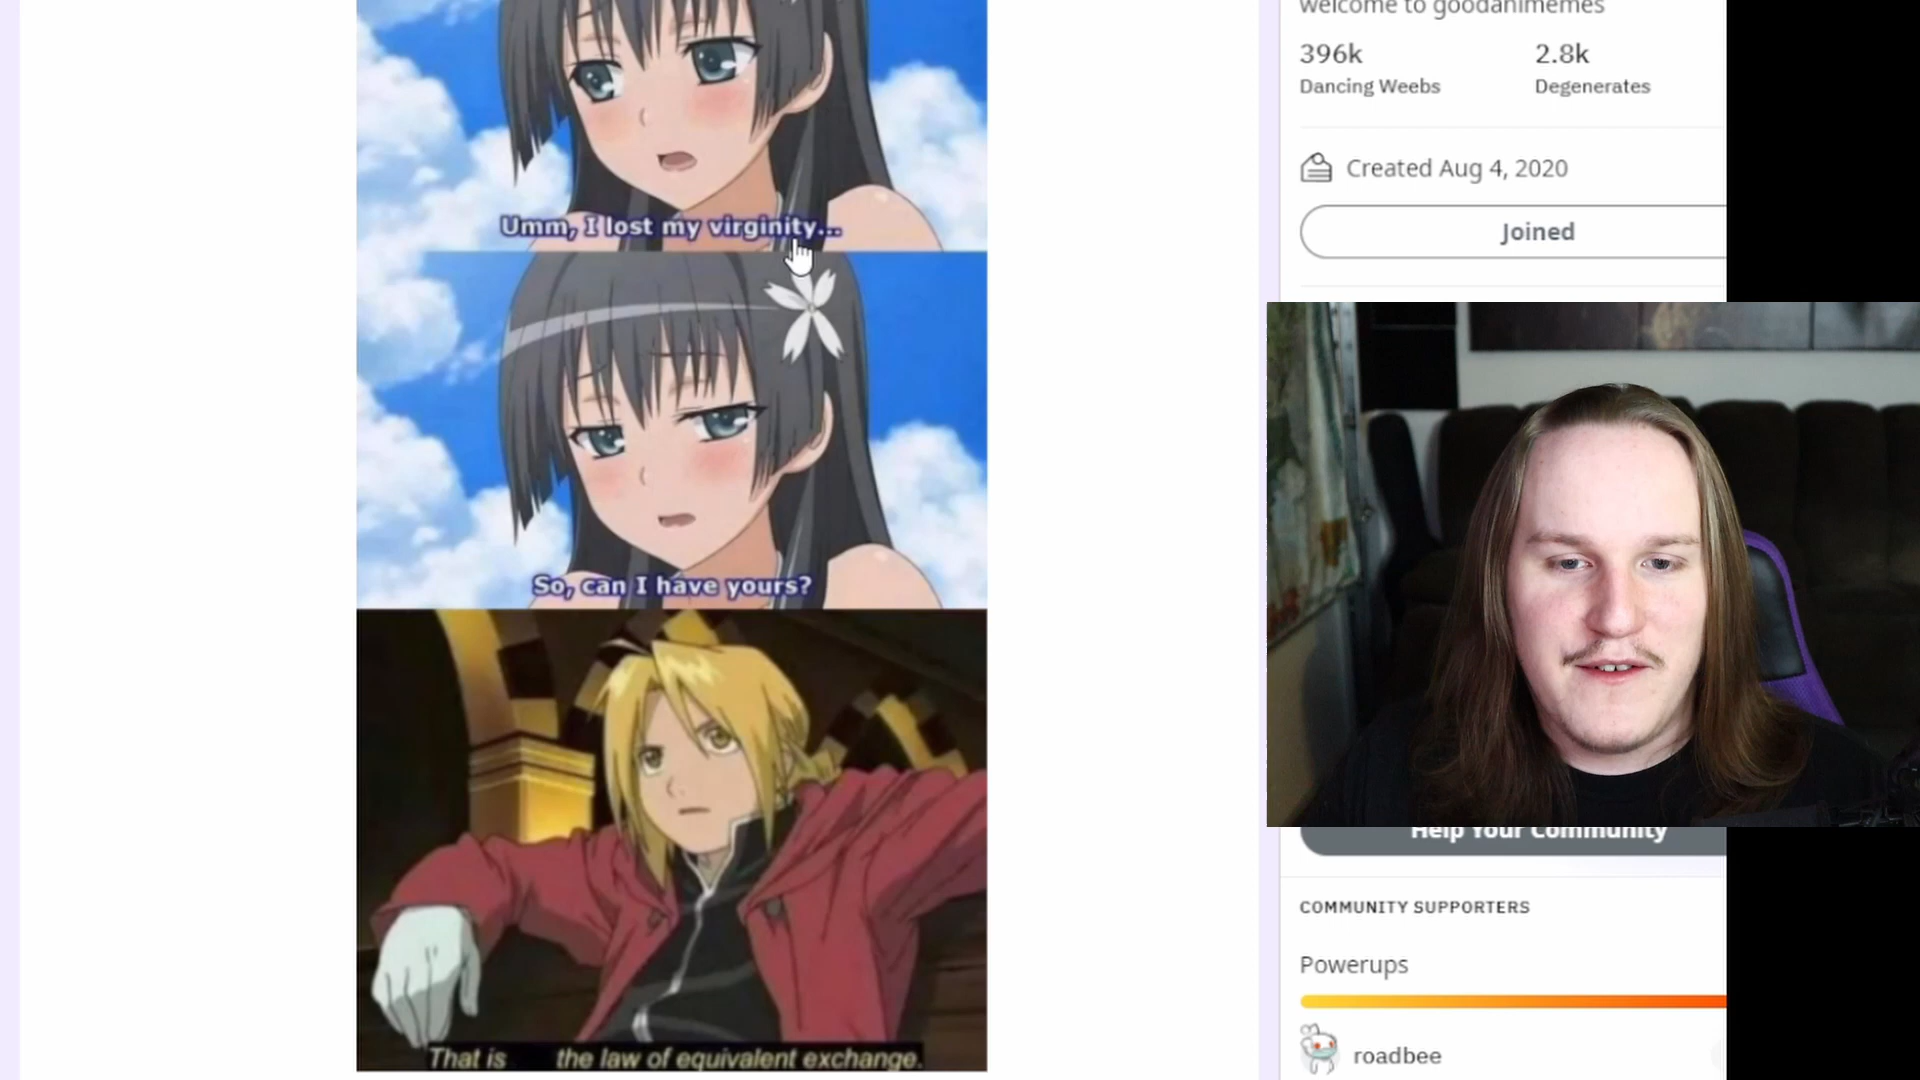 Umm, I lost my virginity...
So, can I have yours?
That is the law of equivalent exchange.
welcome to goodanimemes
396k
2.8k
Dancing Weebs
Degenerates
Created Aug 4, 2020
Joined
Help Your Community
COMMUNITY SUPPORTERS
Powerups
roadbee